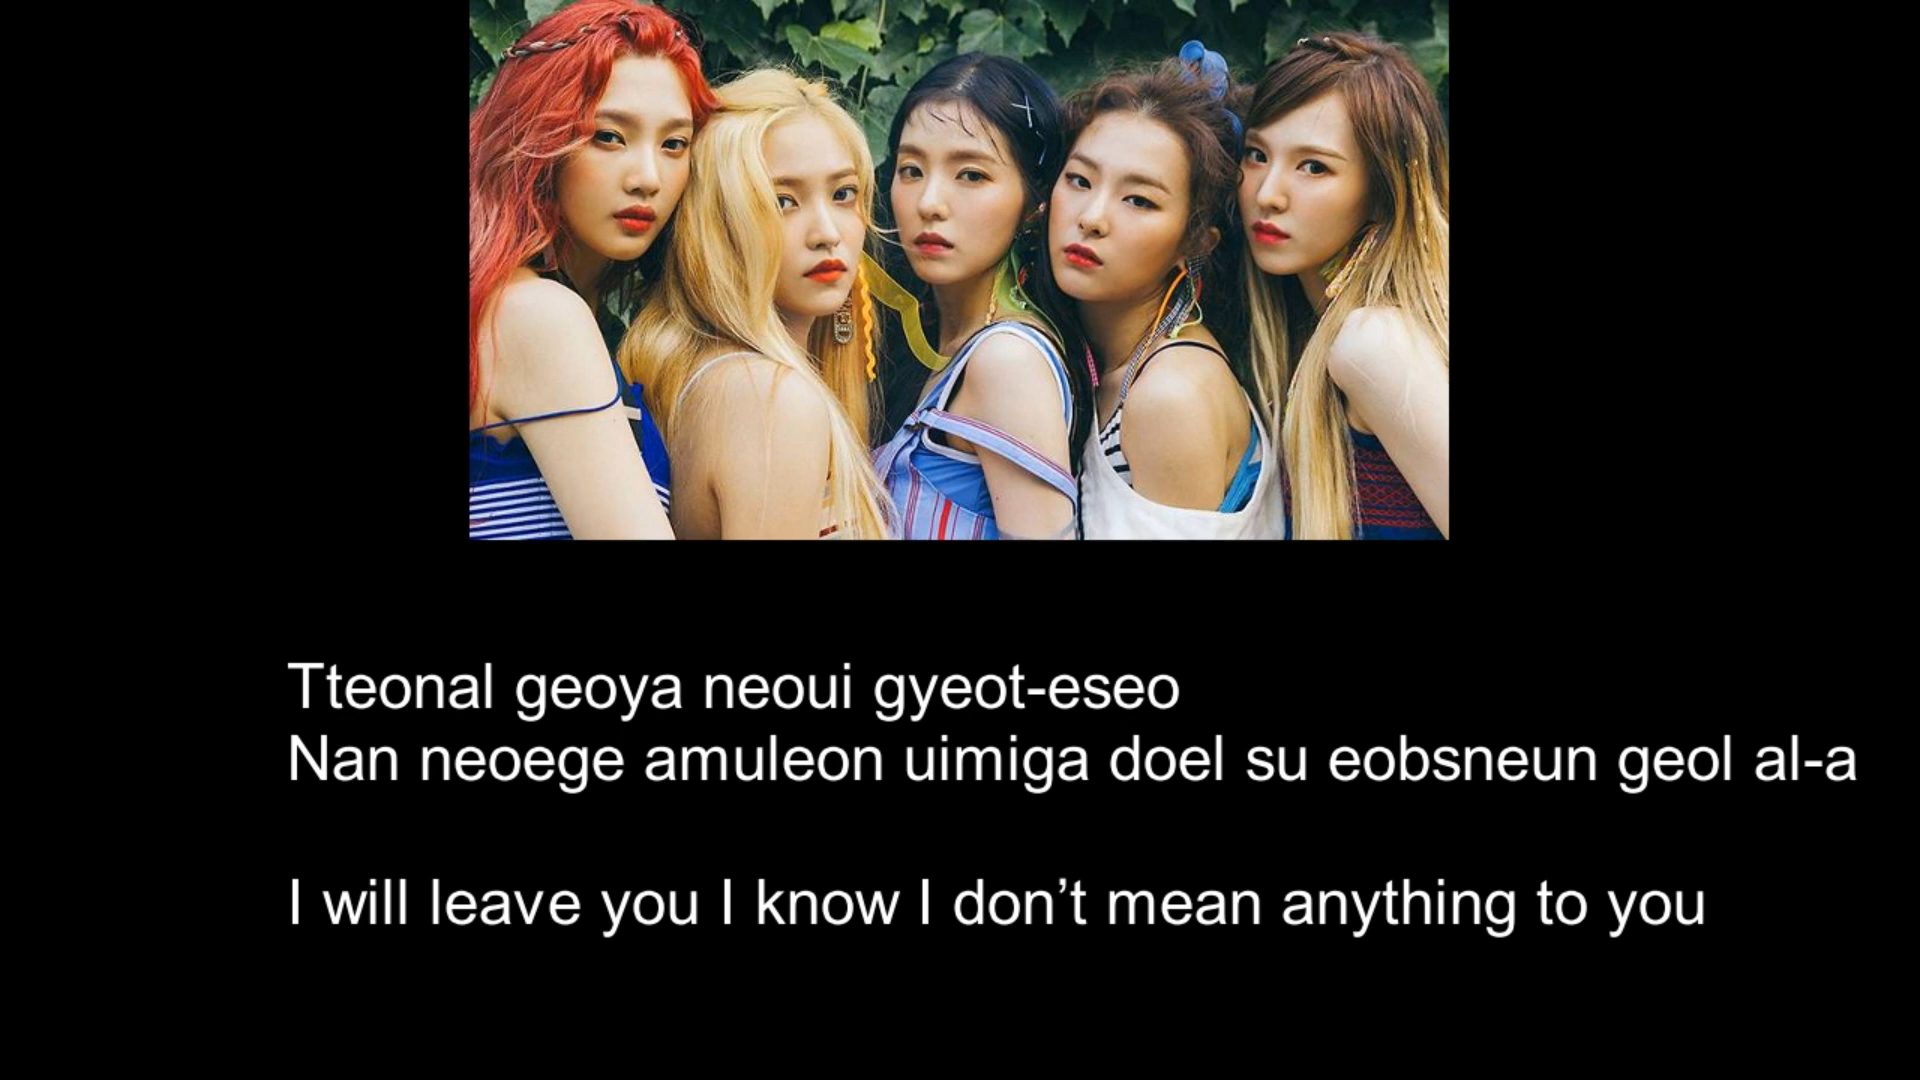 Tteonal geoya neoui gyeot-eseo
Nan neoege amuleon uimiga doel su eobsneun geol al-a
I will leave you I know I don’t mean anything to you